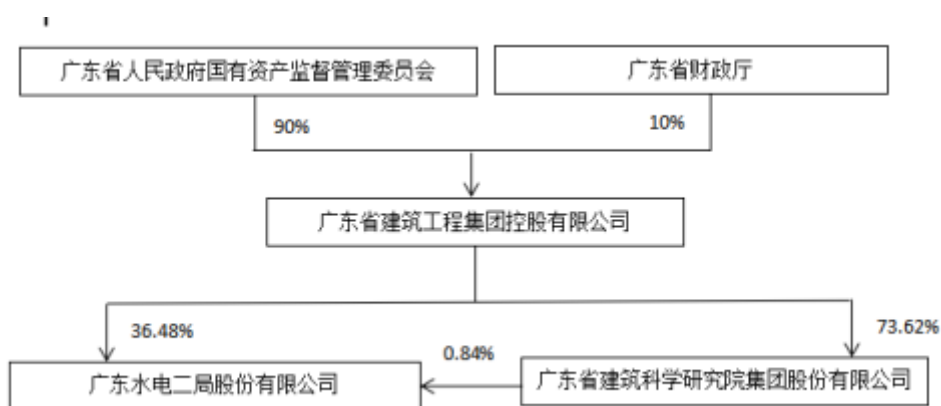 广东省人民政府国有资产监督管理委员会
广东省财政厅
90%
10%
广东省建筑工程集团控股有限公司
36.48%
73.62%
0.84%
广东水电二局股份有限公司
广东省建筑科学研究院集团股份有限公司